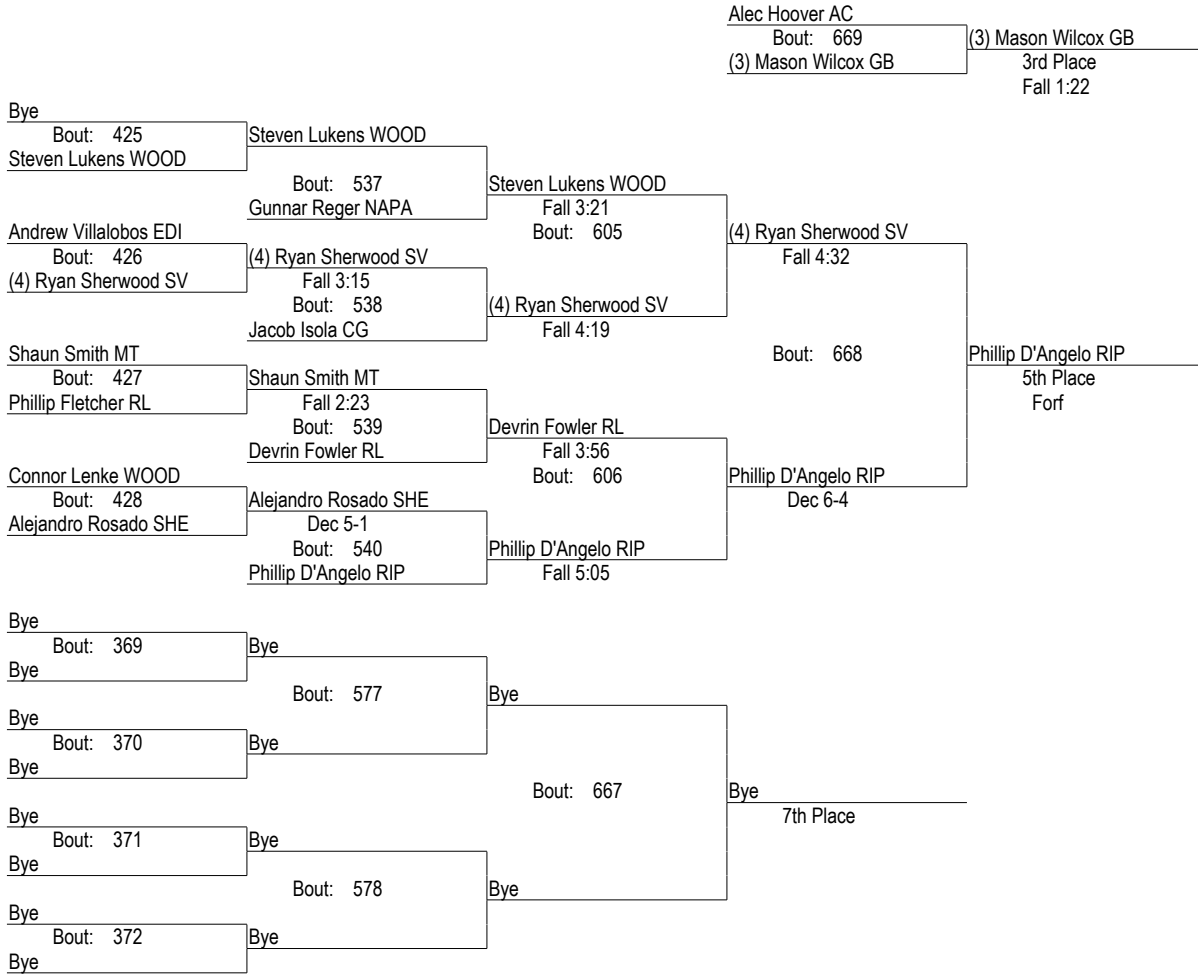 Alec Hoover AC
Bout: 669
(3) Mason Wilcox GB
(3) Mason Wilcox GB
3rd Place
Fall 1:22
Bye
Bout: 425
Steven Lukens WOOD
Steven Lukens WOOD
Bout: 537
Gunnar Reger NAPA
Steven Lukens WOOD
Fall 3:21
Bout: 605
Andrew Villalobos EDI
Bout: 426
(4) Ryan Sherwood SV
(4) Ryan Sherwood SV
Fall 3:15
Bout: 538
Jacob Isola CG
(4) Ryan Sherwood SV
Fall 4:19
(4) Ryan Sherwood SV
Fall 4:32
Bout: 668
Phillip D'Angelo RIP
5th Place
Forf
Shaun Smith MT
Bout: 427
Phillip Fletcher RL
Shaun Smith MT
Fall 2:23
Bout: 539
Devrin Fowler RL
Devrin Fowler RL
Fall 3:56
Bout: 606
Connor Lenke WOOD
Bout: 428
Alejandro Rosado SHE
Alejandro Rosado SHE
Dec 5-1
Bout: 540
Phillip D'Angelo RIP
Phillip D'Angelo RIP
Fall 5:05
Phillip D'Angelo RIP
Dec 6-4
Bye
Bout: 369
Bye
Bye
Bout: 577
Bye
Bye
Bout: 370
Bye
Bye
Bout: 667
Bye
7th Place
Bye
Bout: 371
Bye
Bye
Bout: 578
Bye
Bye
Bout: 372
Bye
Bye